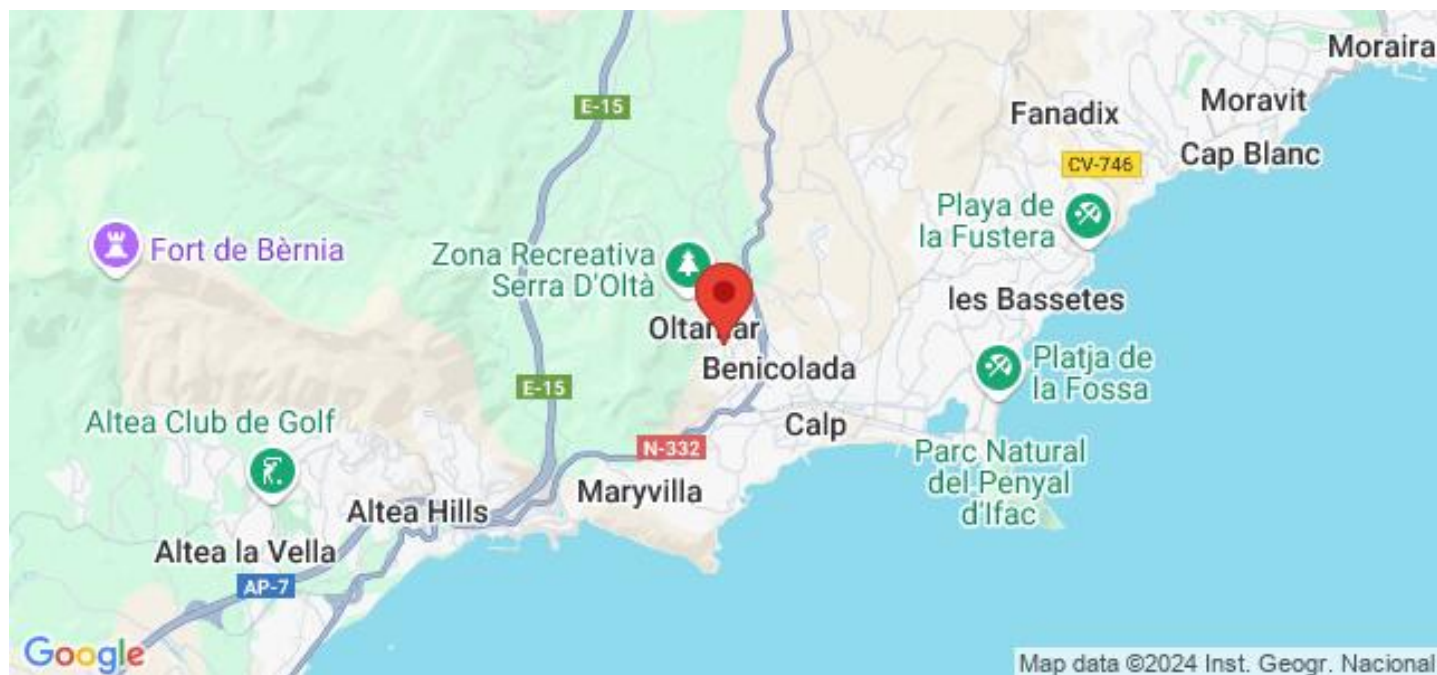 Moraira
E-15
Fanadix
Moravit
Cap Blanc
CV-746
Playa de
la Fustera
Fort de Bèrnia
Zona Recreativa
Serra D'Oltà
les Bassetes
Oltamar
Benicolada
Platja de
la Fossa
E-15
Altea Club de Golf
Calp
N-332
Parc Natural
del Penyal
d'Ifac
Maryvilla
Altea Hills
Altea la Vella
AP-7
Google
Map data ©2024 Inst. Geogr. Nacional